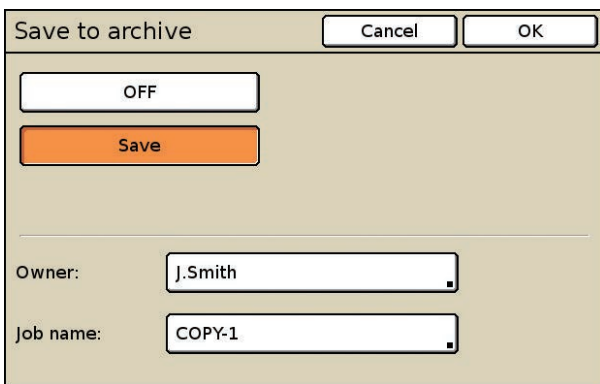 Save to archive Cancel OK
OFF
Save
Owner: J.Smith
Job name: COPY-1